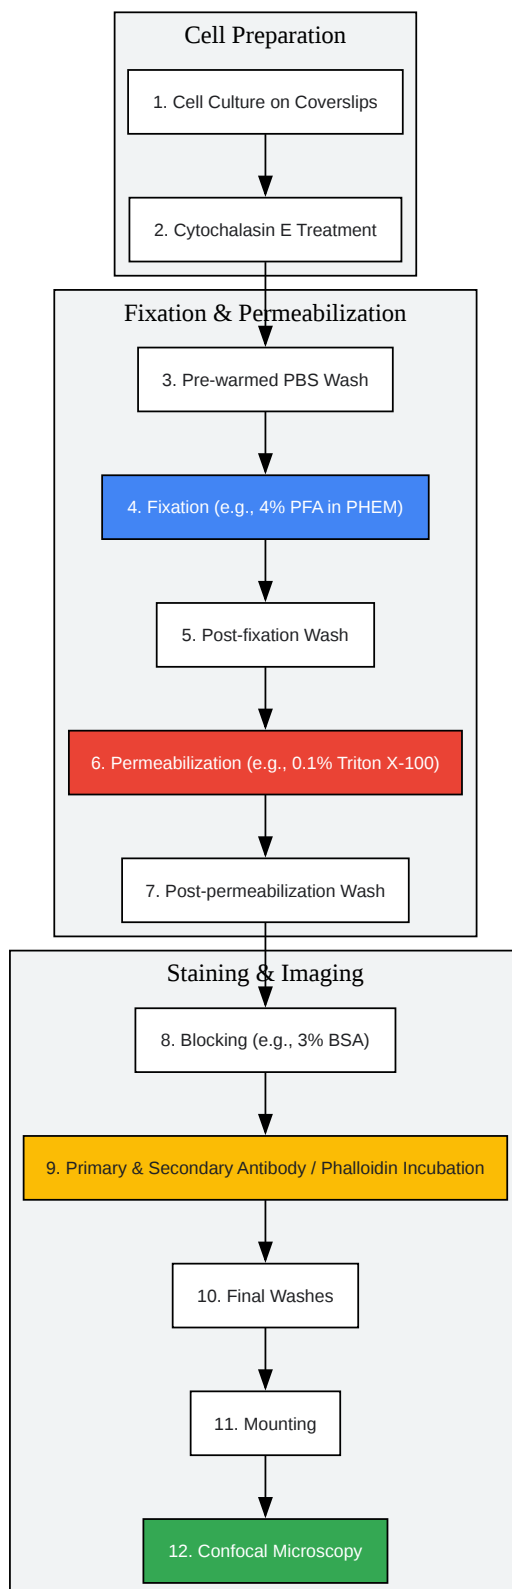 Cell Preparation
1. Cell Culture on Coverslips
2. Cytochalasin E Treatment
Fixation & Permeabilization
3. Pre-warmed PBS Wash
4. Fixation (e.g., 4% PFA in PHEM)
5. Post-fixation Wash
6. Permeabilization (e.g., 0.1% Triton X-100)
7. Post-permeabilization Wash
Staining & Imaging
8. Blocking (e.g., 3% BSA)
9. Primary & Secondary Antibody / Phalloidin Incubation
10. Final Washes
11. Mounting
12. Confocal Microscopy